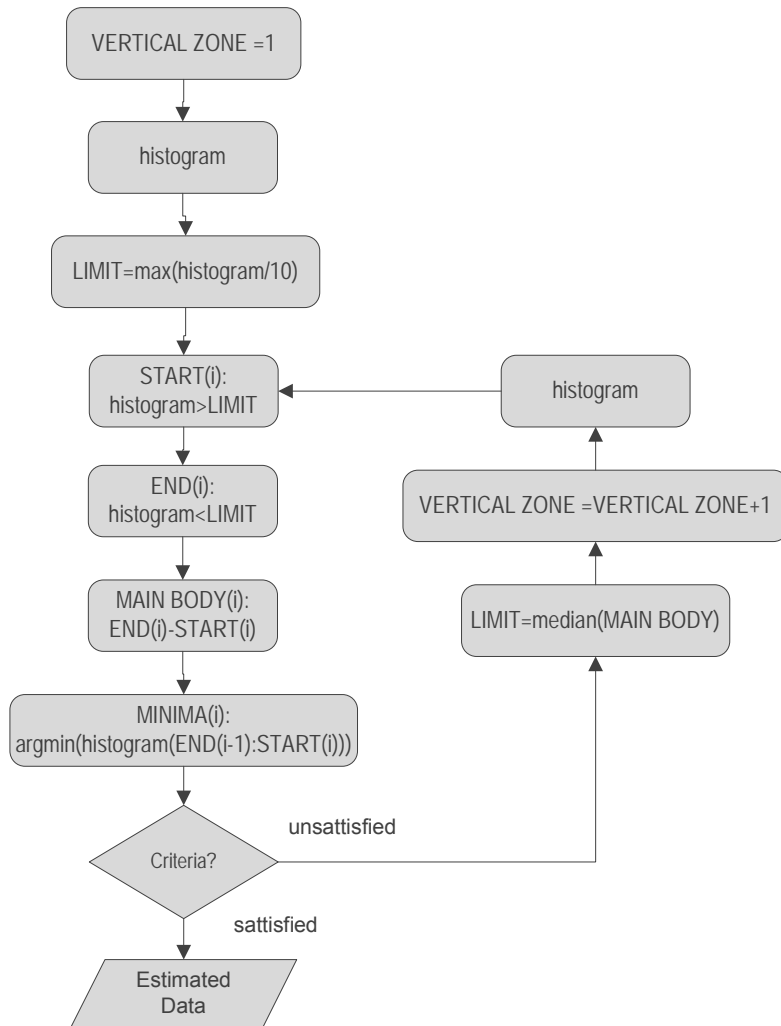 VERTICAL ZONE =1
histogram
LIMIT=max(histogram/10)
START(i):
histogram>LIMIT
END(i):
histogram<LIMIT
MAIN BODY(i):
END(i)-START(i)
MINIMA(i):
argmin(histogram(END(i-1):START(i)))
Criteria?
unsattisfied
LIMIT=median(MAIN BODY)
VERTICAL ZONE =VERTICAL ZONE+1
histogram
sattisfied
Estimated
Data